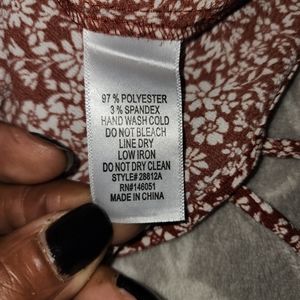 97 % POLYESTER
3 % SPANDEX
HAND WASH COLD
DO NOT BLEACH
LINE DRY
LOW IRON
DO NOT DRY CLEAN
STYLE# 28812A
RN#146051
MADE IN CHINA